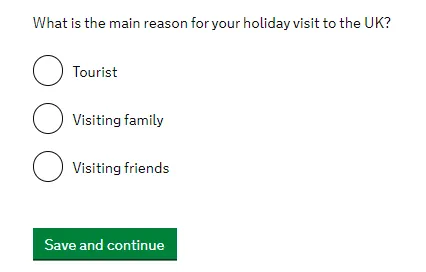 What is the main reason for your holiday visit to the UK?
Tourist
Visiting family
Visiting friends
Save and continue